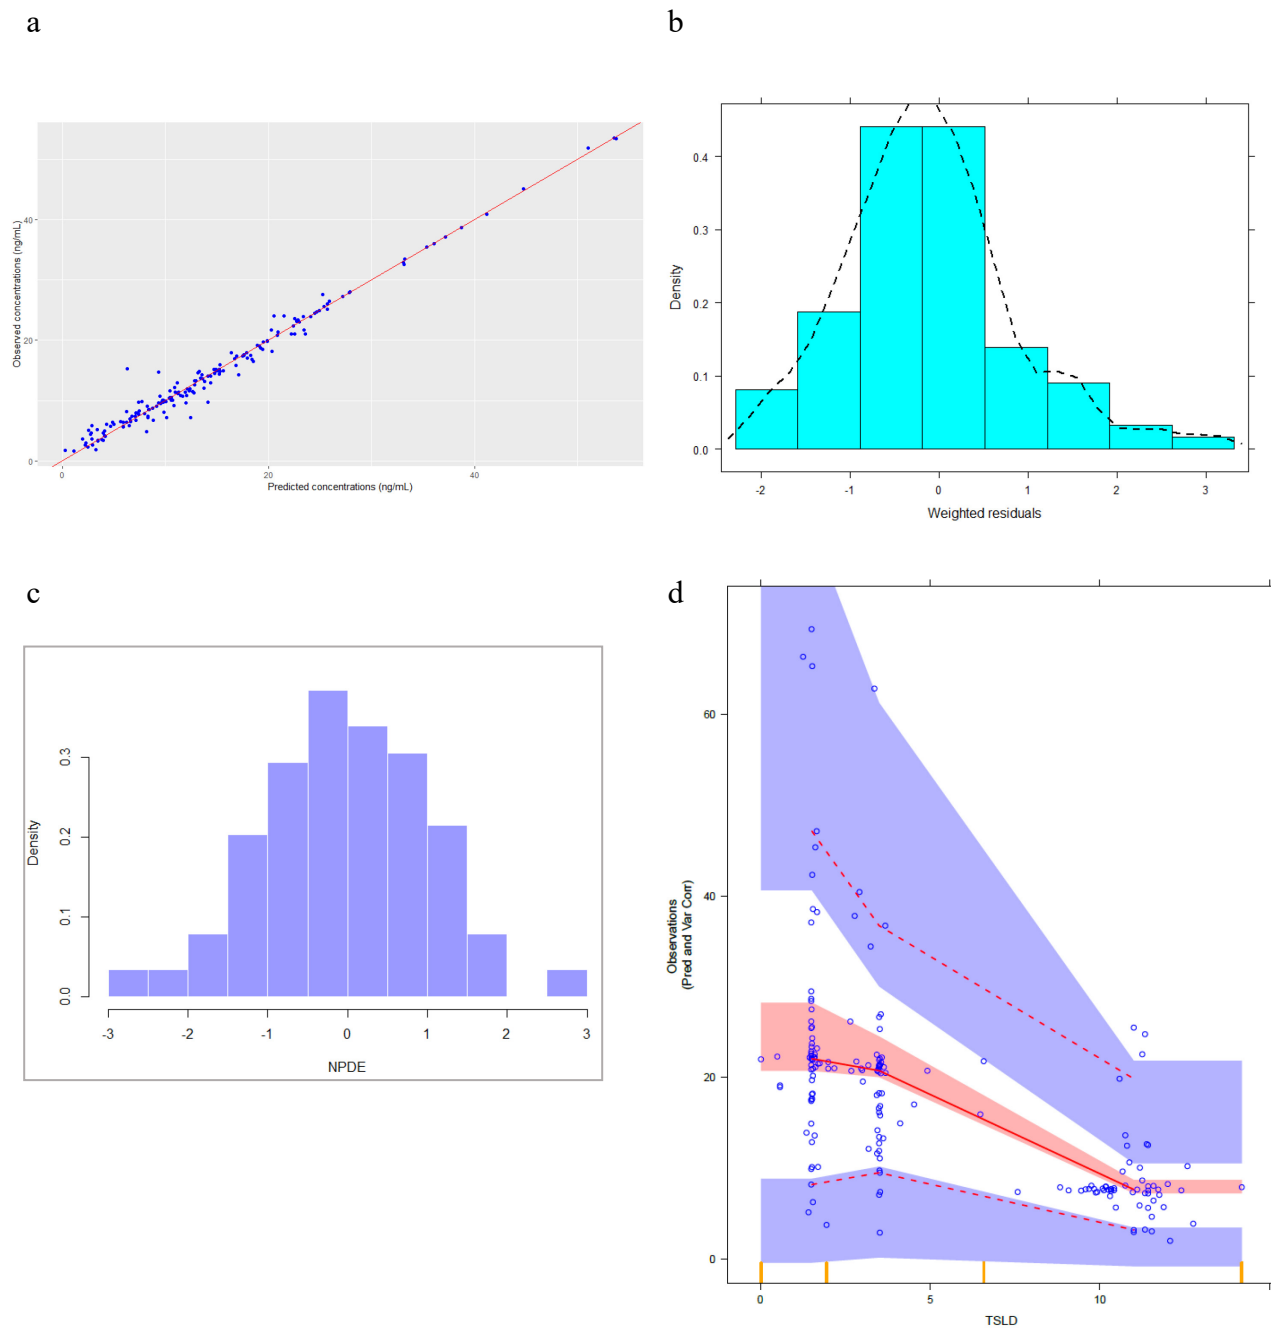 a
b
Observed concentrations (ng/mL)
40
20
0
0 20 40
Predicted concentrations (ng/mL)
Density
0.4
0.3
0.2
0.1
0.0
-2 -1 0 1 2 3
Weighted residuals
c
d
Density
0.3
0.2
0.1
0.0
-3 -2 -1 0 1 2 3
NPDE
Observations
(Pred and Var Corr)
60
40
20
0
0 5 10
TSLD